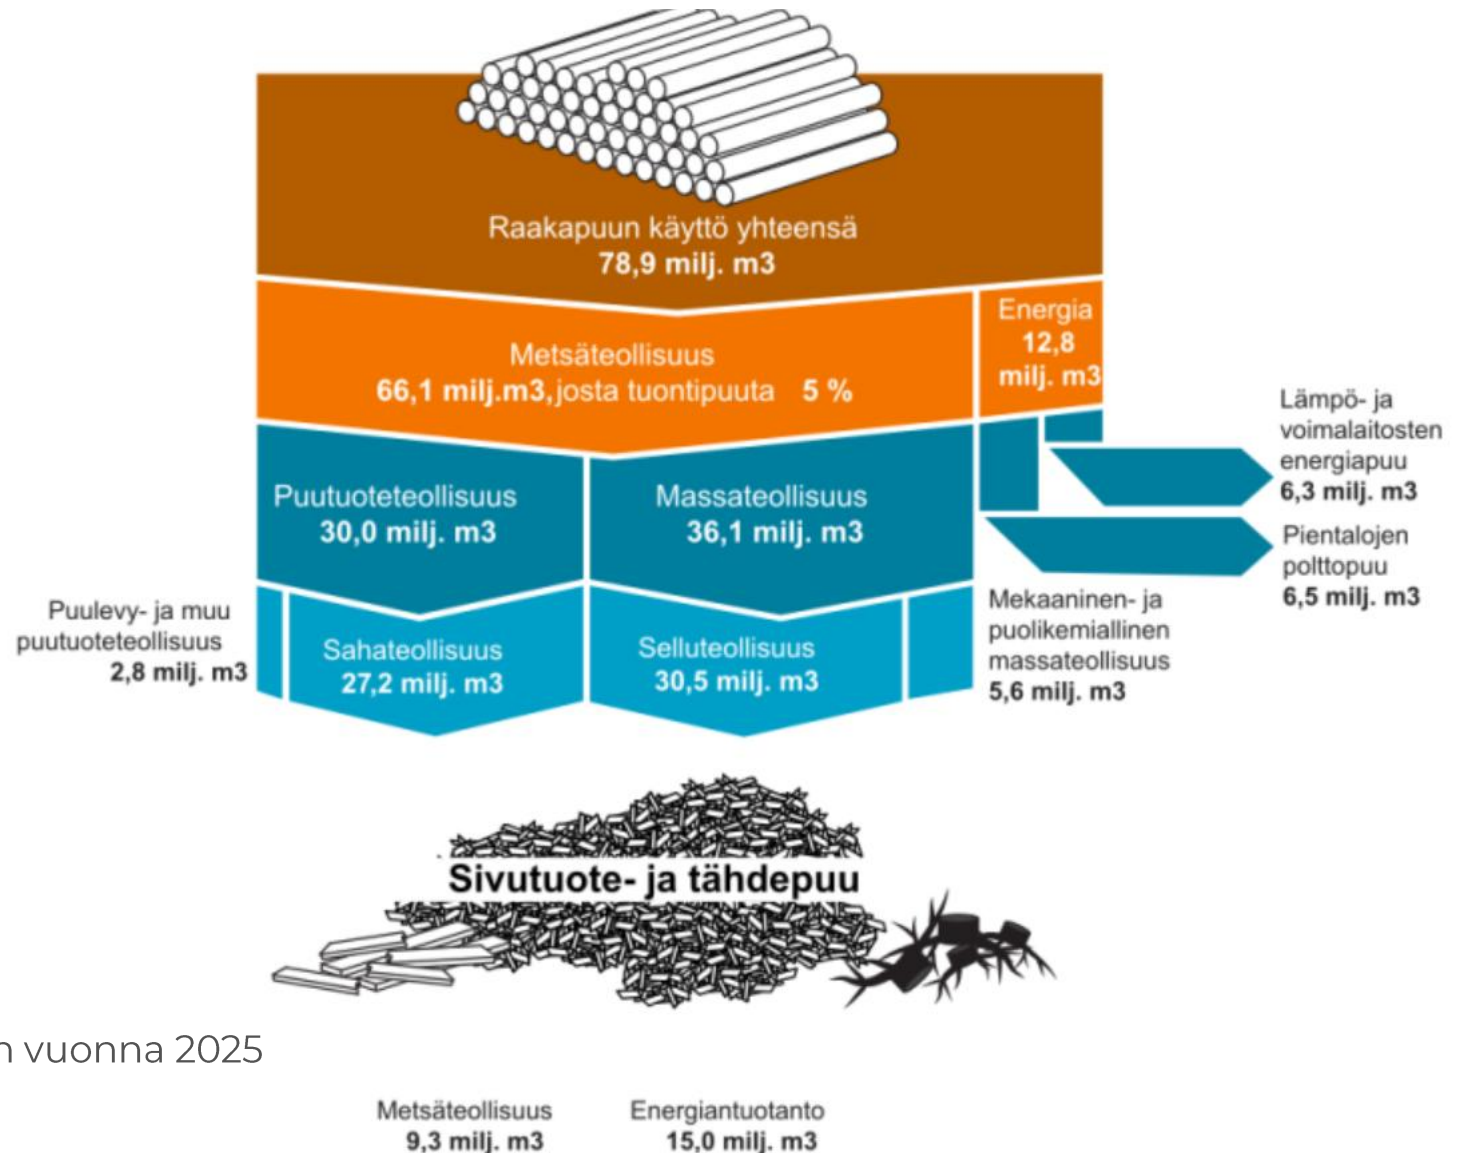 Raakapuun käyttö yhteensä
78,9 milj. m3
Metsäteollisuus
66,1 milj.m3, josta tuontipuuta 5 %
Energia
12,8
milj. m3
Lämpö- ja
voimalaitosten
energiapuu
6,3 milj. m3
Pientalojen
polttopuu
6,5 milj. m3
Puutuoteteollisuus
30,0 milj. m3
Massateollisuus
36,1 milj. m3
Puulevy- ja muu
puutuoteteollisuus
2,8 milj. m3
Sahateollisuus
27,2 milj. m3
Selluteollisuus
30,5 milj. m3
Mekaaninen- ja
puolikemiallinen
massateollisuus
5,6 milj. m3
Sivutuote- ja tähdepuu
n vuonna 2025
Metsäteollisuus
9,3 milj. m3
Energiantuotanto
15,0 milj. m3